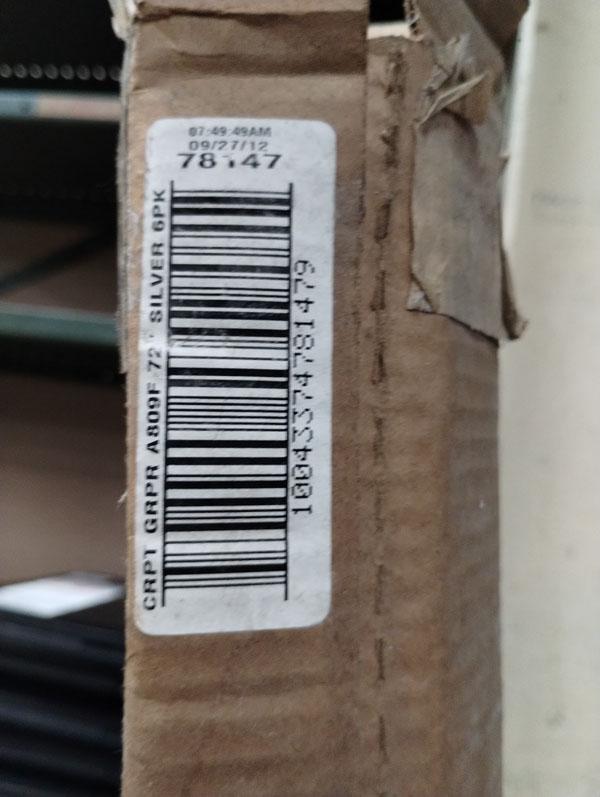 07:49:49AM
09/27/12
78147
CRPT GRPR A809F 72" SILVER 6PK
10043374781479